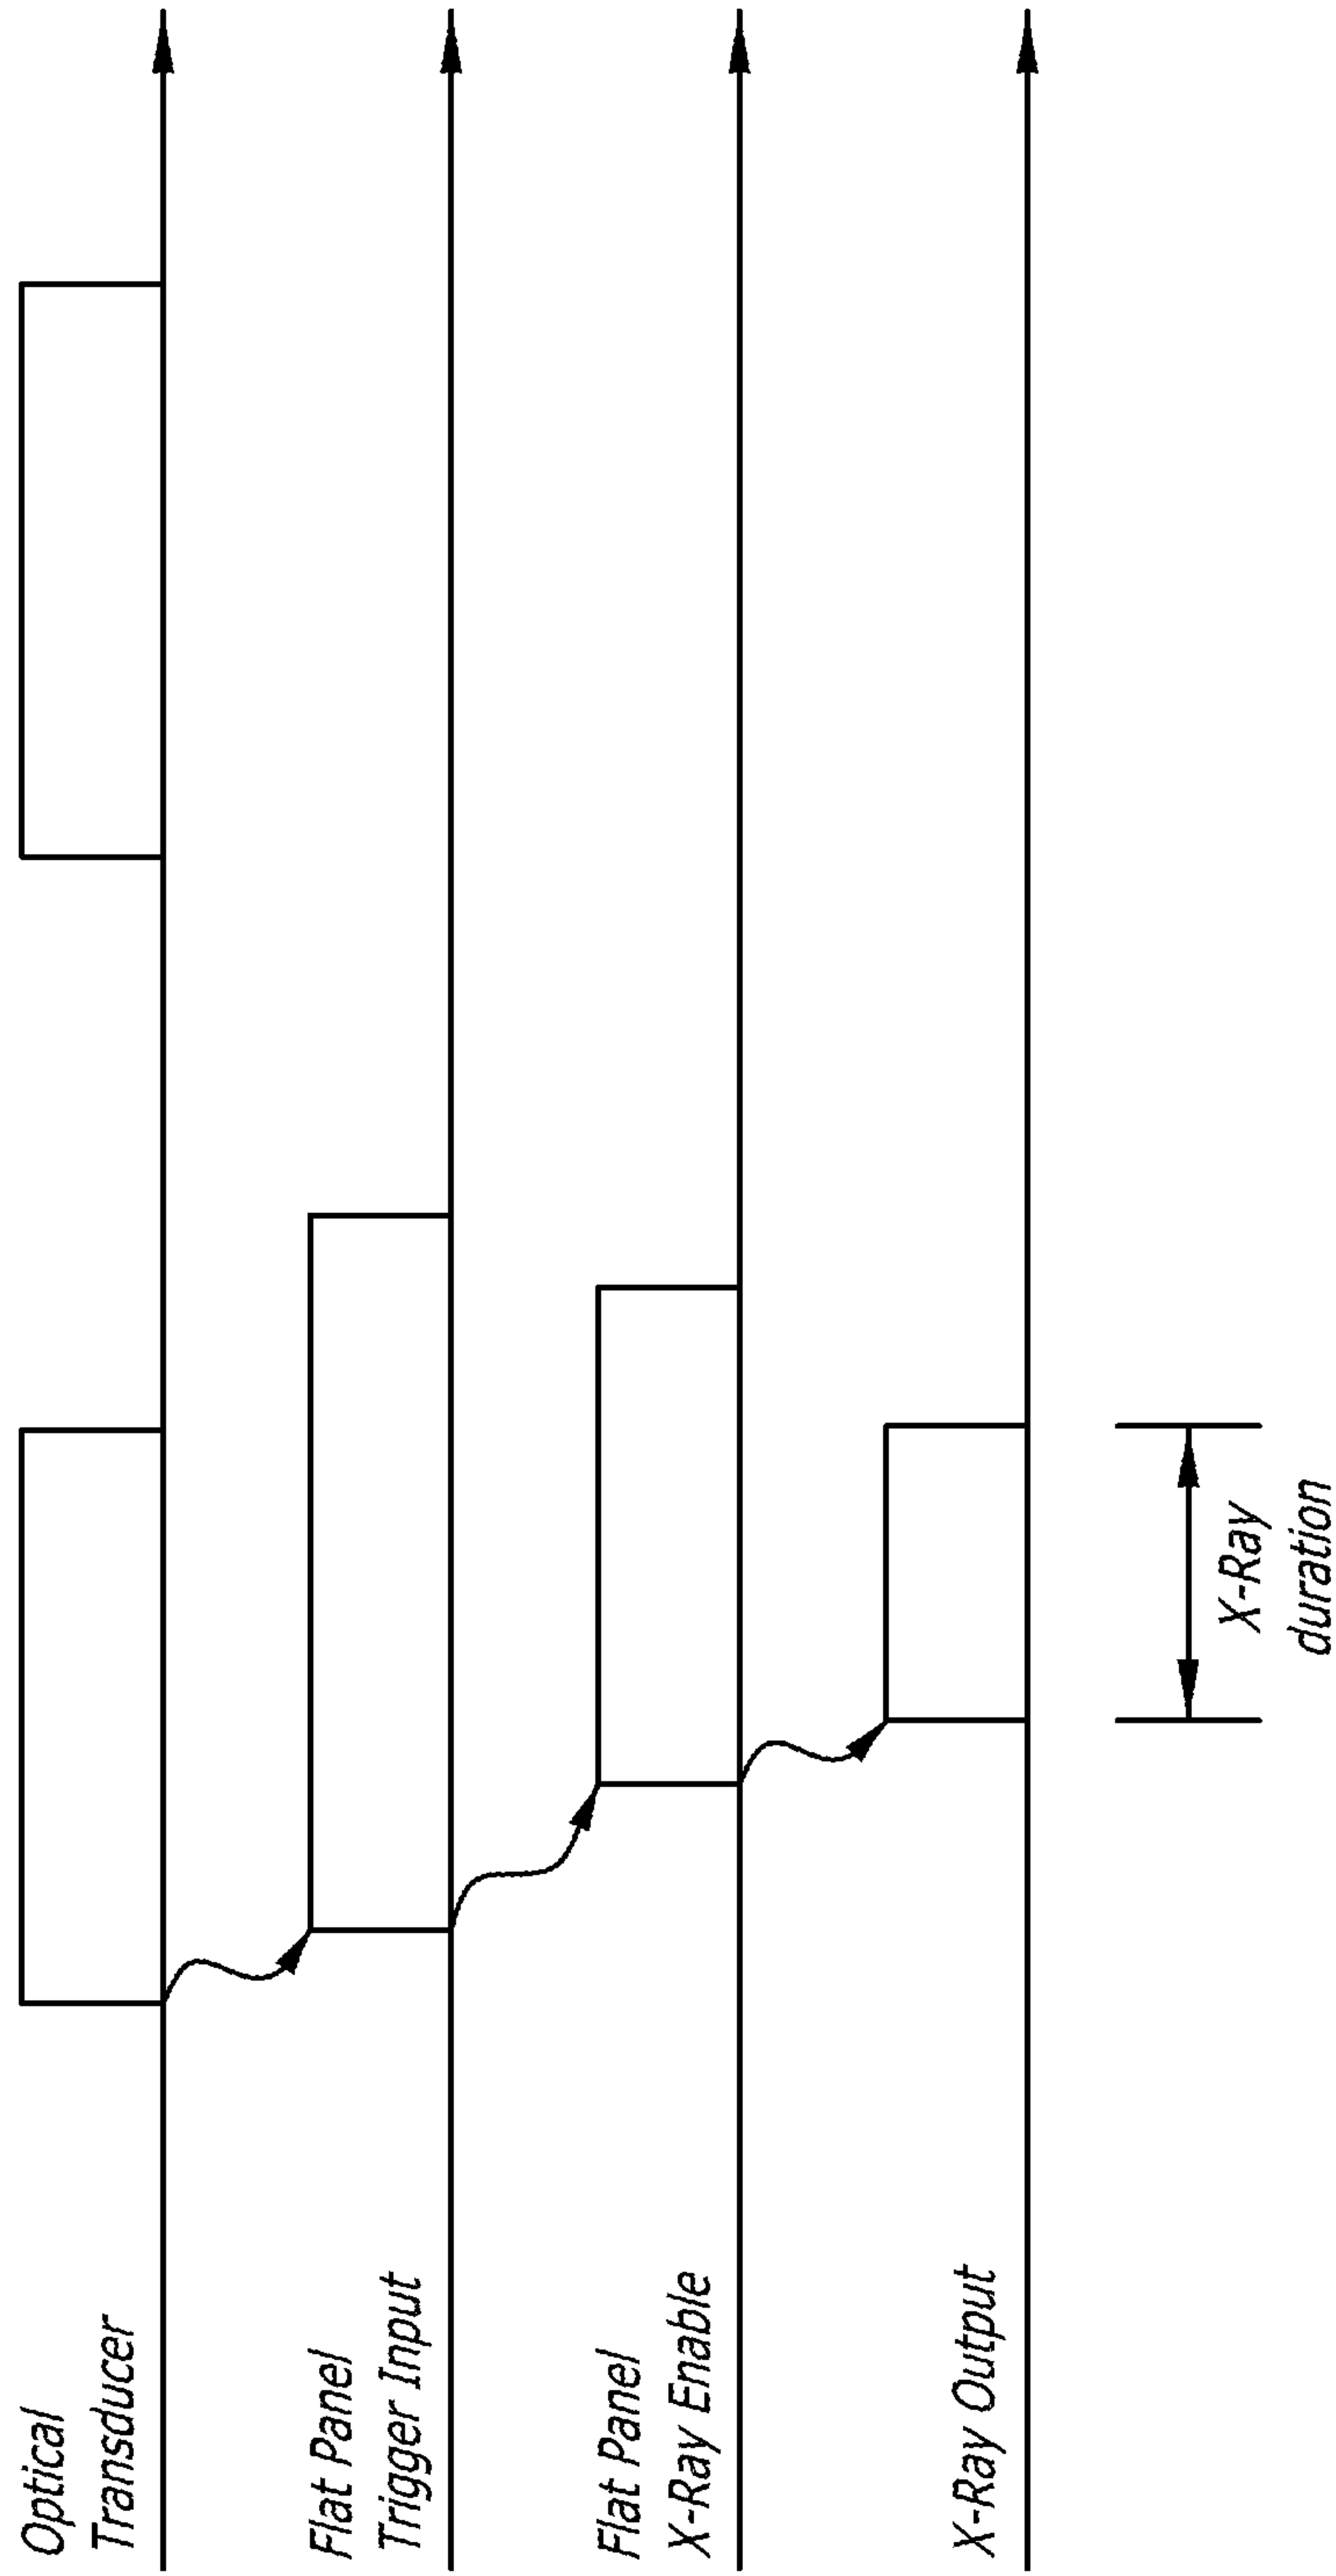 Optical
Transducer
Flat Panel
Trigger Input
Flat Panel
X-Ray Enable
X-Ray Output
X-Ray
duration